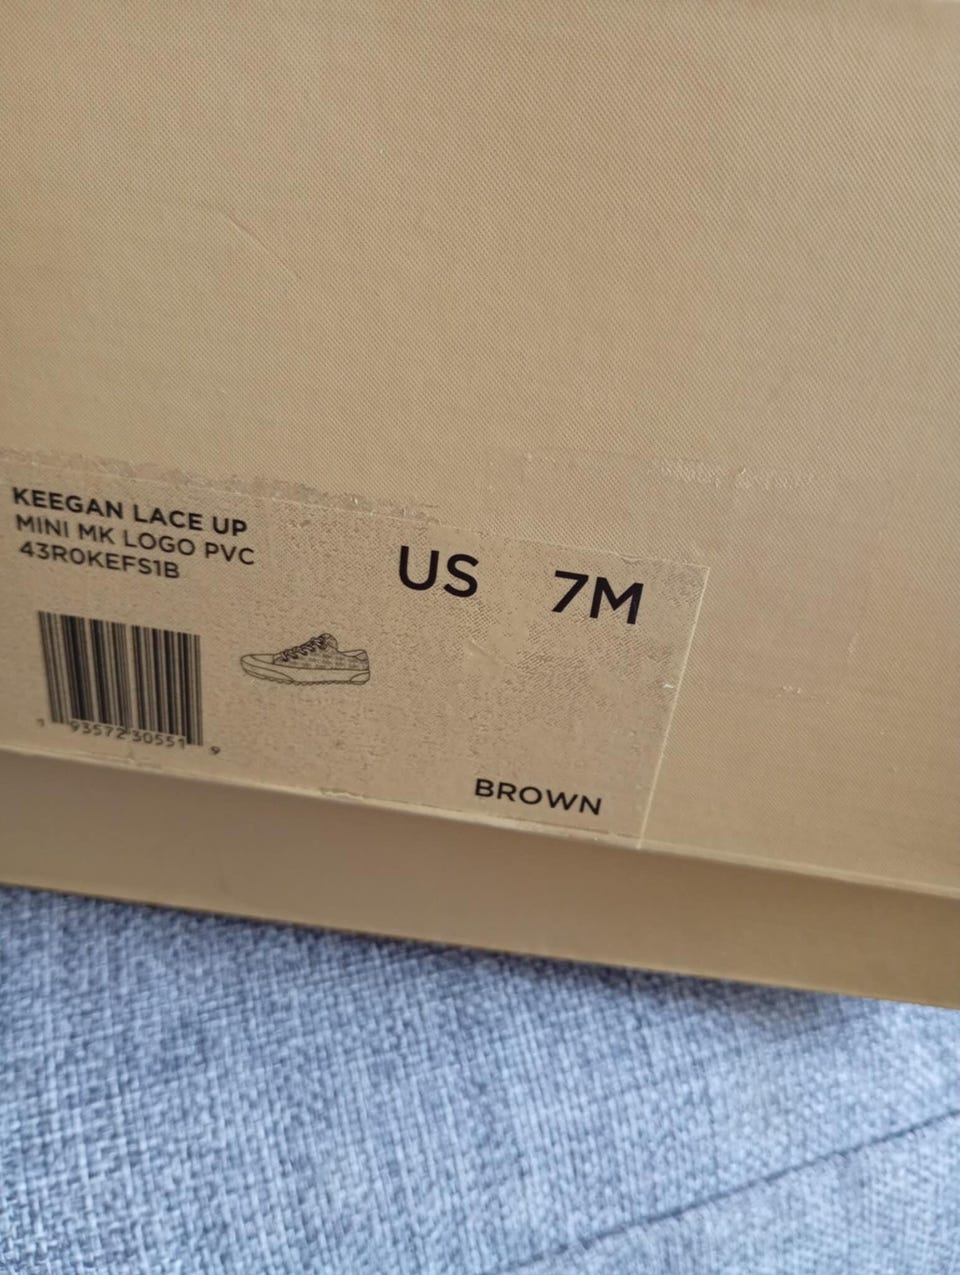 KEEGAN LACE UP
MINI MK LOGO PVC
43R0KEFS1B
US 7M
1 93572 30551 9
BROWN